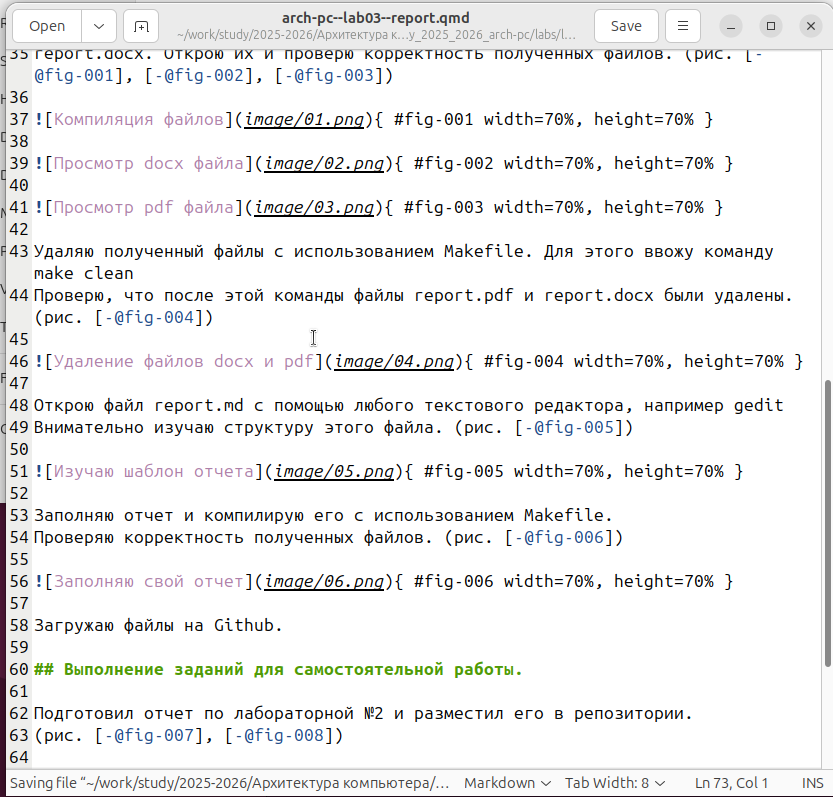 Open
arch-pc--lab03--report.qmd
~/work/study/2025-2026/Архитектура к…у_2025_2026_arch-pc/labs/l…
Save
35 report.docx. Открою их и проверю корректность полученных файлов. (рис. [-
@fig-001], [-@fig-002], [-@fig-003])
36
37 ![Компиляция файлов](image/01.png){ #fig-001 width=70%, height=70% }
38
39 ![Просмотр docx файла](image/02.png){ #fig-002 width=70%, height=70% }
40
41 ![Просмотр pdf файла](image/03.png){ #fig-003 width=70%, height=70% }
42
43 Удаляю полученный файлы с использованием Makefile. Для этого ввожу команду
make clean
44 Проверю, что после этой команды файлы report.pdf и report.docx были удалены.
(рис. [-@fig-004])
45
46 ![Удаление файлов docx и pdf](image/04.png){ #fig-004 width=70%, height=70% }
47
48 Открою файл report.md с помощью любого текстового редактора, например gedit
49 Внимательно изучаю структуру этого файла. (рис. [-@fig-005])
50
51 ![Изучаю шаблон отчета](image/05.png){ #fig-005 width=70%, height=70% }
52
53 Заполняю отчет и компилирую его с использованием Makefile.
54 Проверяю корректность полученных файлов. (рис. [-@fig-006])
55
56 ![Заполняю свой отчет](image/06.png){ #fig-006 width=70%, height=70% }
57
58 Загружаю файлы на Github.
59
60 ## Выполнение заданий для самостоятельной работы.
61
62 Подготовил отчет по лабораторной №2 и разместил его в репозитории.
63 (рис. [-@fig-007], [-@fig-008])
64
Saving file “~/work/study/2025-2026/Архитектура компьютера/…
Markdown
Tab Width: 8
Ln 73, Col 1
INS